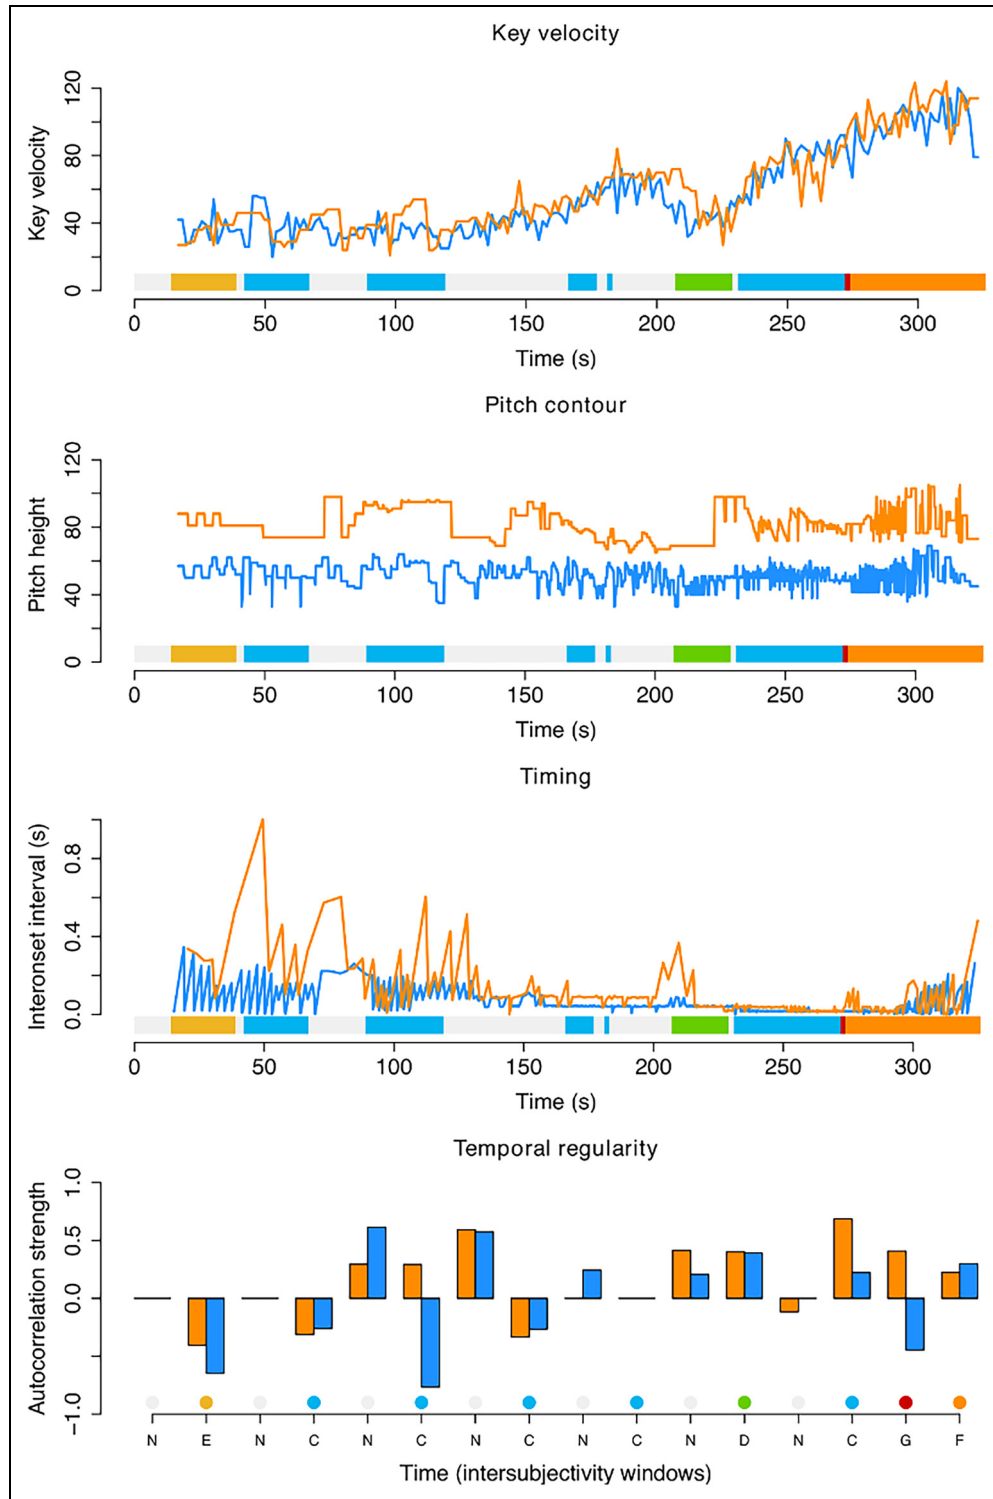 Key velocity
Key velocity
0 40 80 120
0 50 100 150 200 250 300
Time (s)
Pitch contour
Pitch height
0 40 80 120
0 50 100 150 200 250 300
Time (s)
Timing
Interonset interval (s)
0.0 0.4 0.8
0 50 100 150 200 250 300
Time (s)
Temporal regularity
Autocorrelation strength
−1.0 0.0 0.5 1.0
N E N C N C N C N C N D N C G F
Time (intersubjectivity windows)